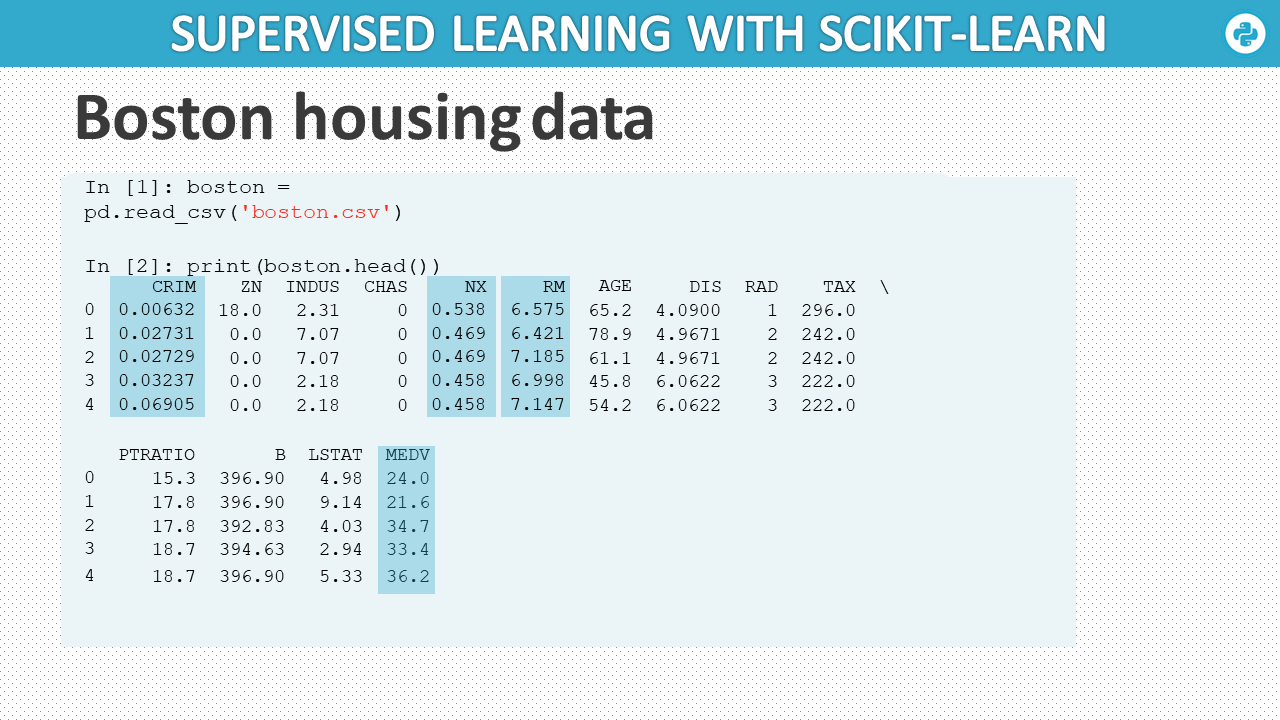 SUPERVISED LEARNING WITH SCIKIT-LEARN
Boston housing data
In [1]: boston =
pd.read_csv('boston.csv')
In [2]: print(boston.head())
CRIM ZN INDUS CHAS NX RM AGE DIS RAD TAX \
0 0.00632 18.0 2.31 0 0.538 6.575 65.2 4.0900 1 296.0
1 0.02731 0.0 7.07 0 0.469 6.421 78.9 4.9671 2 242.0
2 0.02729 0.0 7.07 0 0.469 7.185 61.1 4.9671 2 242.0
3 0.03237 0.0 2.18 0 0.458 6.998 45.8 6.0622 3 222.0
4 0.06905 0.0 2.18 0 0.458 7.147 54.2 6.0622 3 222.0
PTRATIO B LSTAT MEDV
0 15.3 396.90 4.98 24.0
1 17.8 396.90 9.14 21.6
2 17.8 392.83 4.03 34.7
3 18.7 394.63 2.94 33.4
4 18.7 396.90 5.33 36.2